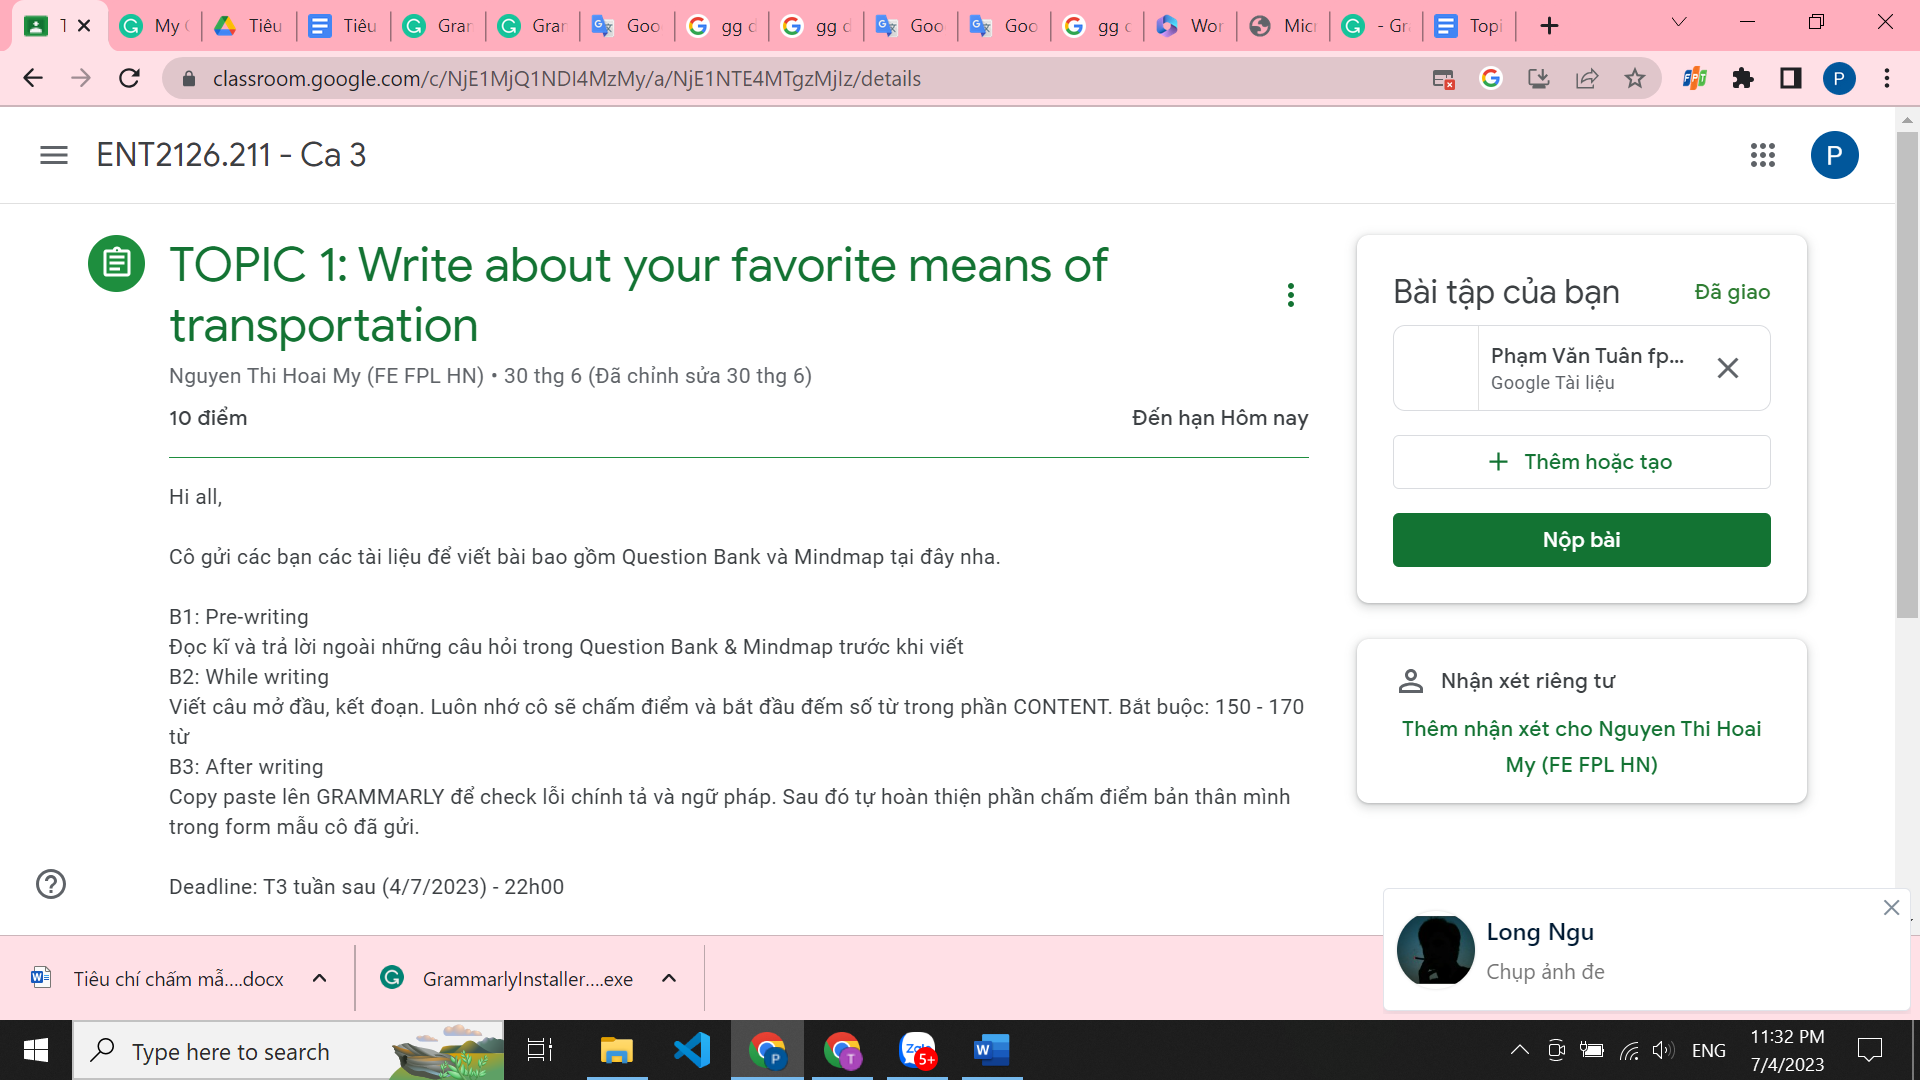 T
My G
Tiêu
Tiêu
Gran
Gran
Goo
gg d
gg d
Goo
Goo
gg c
Wor
Micr
- Gra
Topi
classroom.google.com/c/NjE1MjQ1NDI4MzMy/a/NjE1NTE4MTgzMjIz/details
P
ENT2126.211 - Ca 3
P
TOPIC 1: Write about your favorite means of
transportation
Nguyen Thi Hoai My (FE FPL HN) • 30 thg 6 (Đã chỉnh sửa 30 thg 6)
10 điểm
Đến hạn Hôm nay
Hi all,
Cô gửi các bạn các tài liệu để viết bài bao gồm Question Bank và Mindmap tại đây nha.
B1: Pre-writing
Đọc kĩ và trả lời ngoài những câu hỏi trong Question Bank & Mindmap trước khi viết
B2: While writing
Viết câu mở đầu, kết đoạn. Luôn nhớ cô sẽ chấm điểm và bắt đầu đếm số từ trong phần CONTENT. Bắt buộc: 150 - 170
từ
B3: After writing
Copy paste lên GRAMMARLY để check lỗi chính tả và ngữ pháp. Sau đó tự hoàn thiện phần chấm điểm bản thân mình
trong form mẫu cô đã gửi.
Deadline: T3 tuần sau (4/7/2023) - 22h00
Bài tập của bạn
Đã giao
Phạm Văn Tuân fp...
Google Tài liệu
+ Thêm hoặc tạo
Nộp bài
Nhận xét riêng tư
Thêm nhận xét cho Nguyen Thi Hoai
My (FE FPL HN)
Long Ngu
Chụp ảnh đe
Tiêu chí chấm mẫ....docx
GrammarlyInstaller....exe
Type here to search
P
T
Zalo
5+
ENG
11:32 PM
7/4/2023